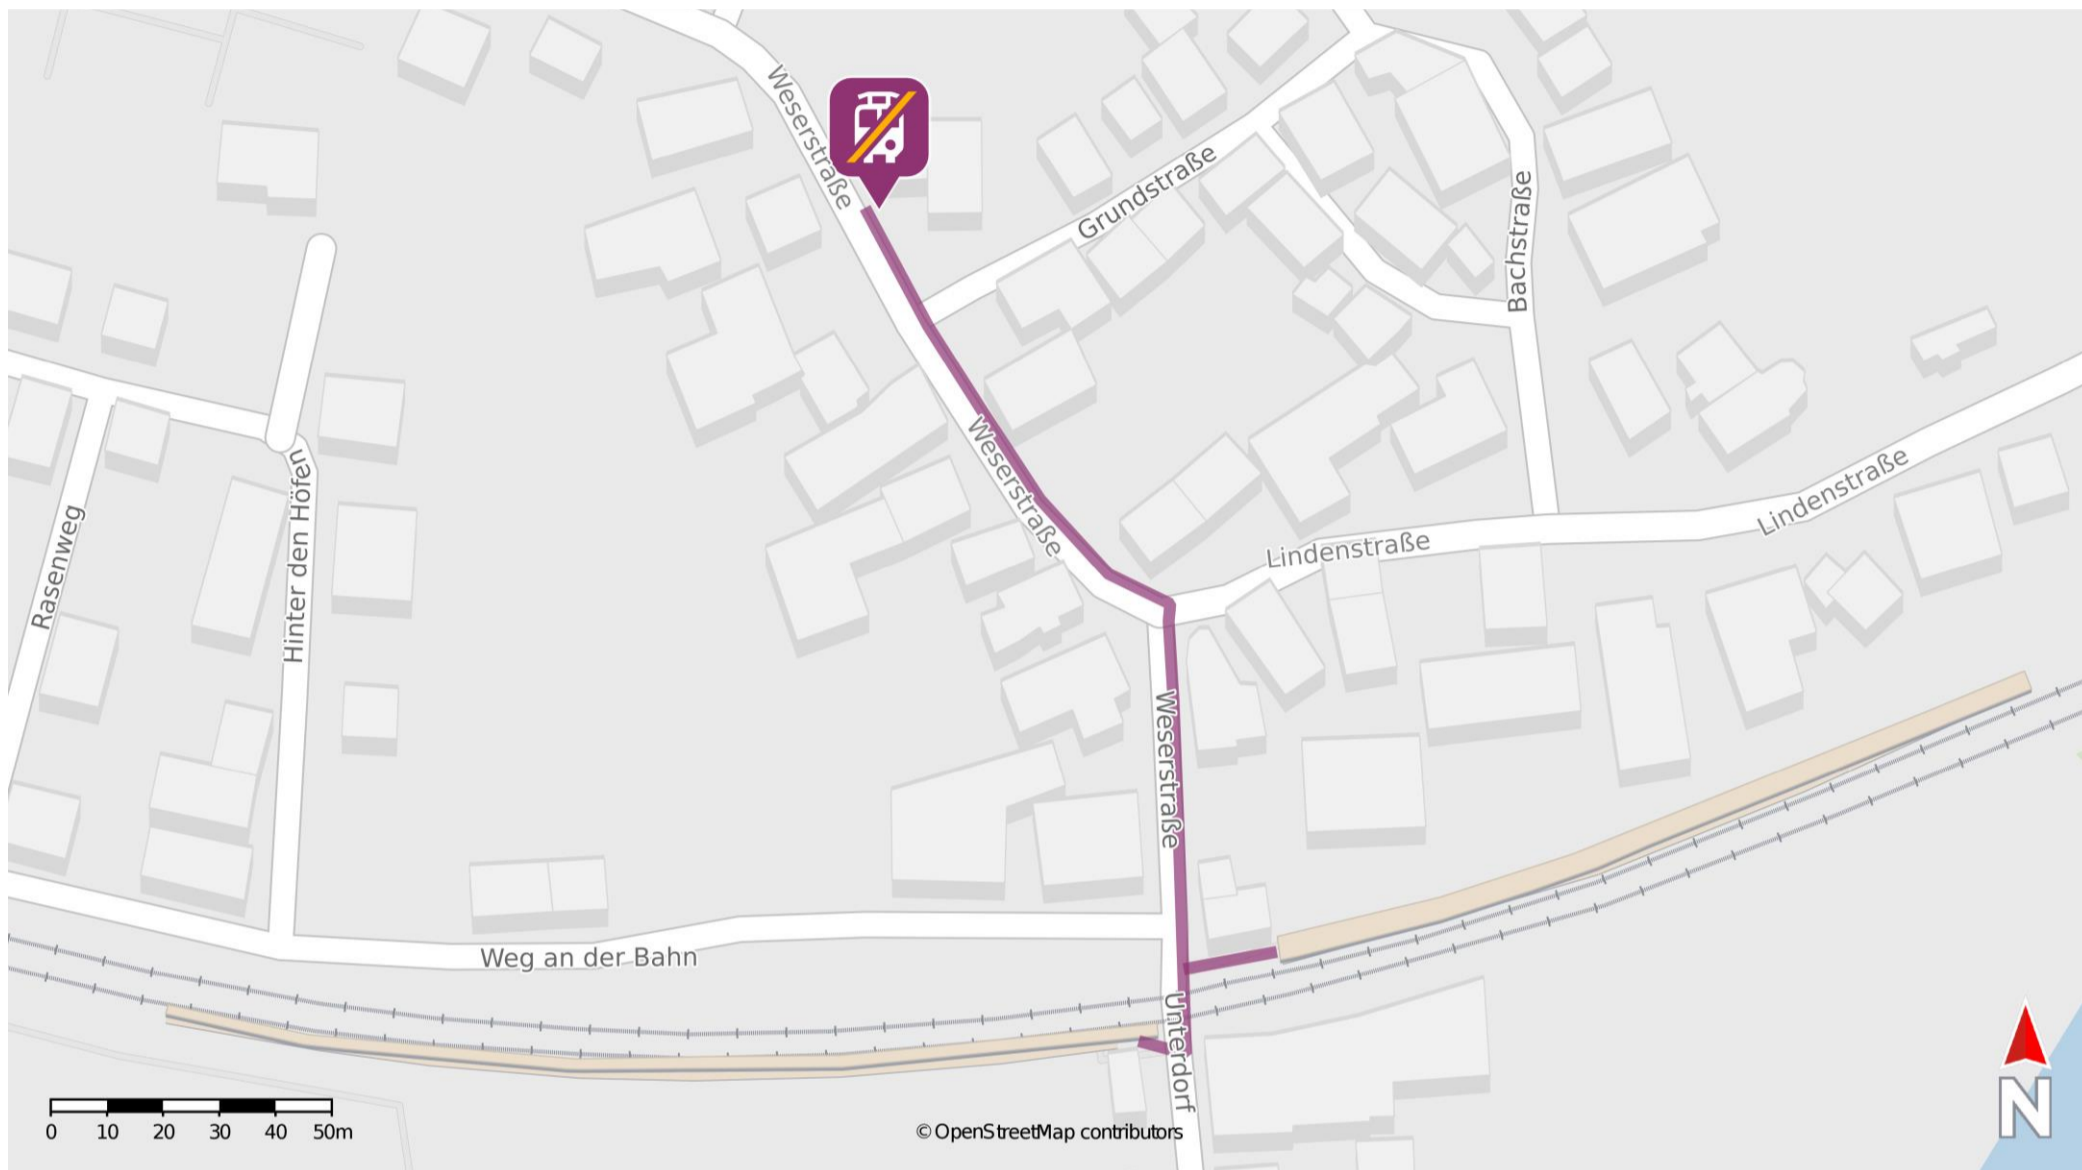 Weserstraße
Grundstraße
Bachstraße
Weserstraße
Hinter den Höfen
Rasenweg
Lindenstraße
Lindenstraße
Weserstraße
Weg an der Bahn
Unterdorf
0 10 20 30 40 50m
© OpenStreetMap contributors
N